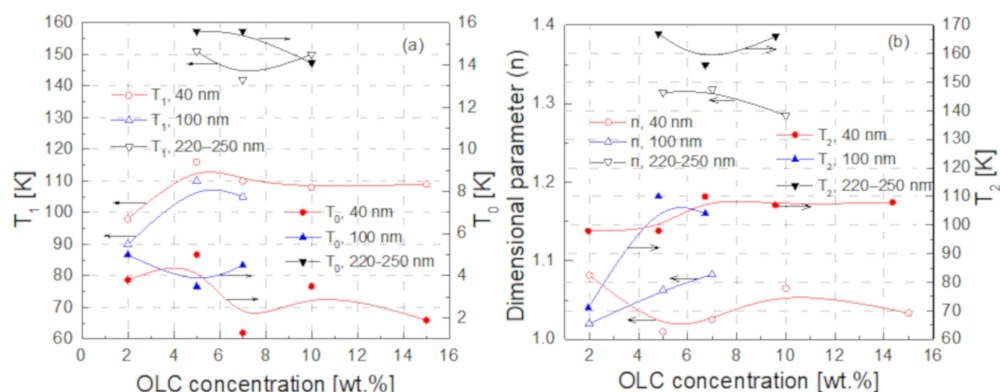 160
150
140
130
120
110
100
90
80
70
60
T1 [K]
(a)
T1, 40 nm
T1, 100 nm
T1, 220–250 nm
T0, 40 nm
T0, 100 nm
T0, 220-250 nm
16
14
12
10
8
6
4
2
T0 [K]
0 2 4 6 8 10 12 14 16
OLC concentration [wt.%]
1.4
1.3
1.2
1.1
1.0
Dimensional parameter (n)
(b)
n, 40 nm
n, 100 nm
n, 220-250 nm
T2, 40 nm
T2, 100 nm
T2, 220–250 nm
170
160
150
140
130
120
110
100
90
80
70
60
T2 [K]
0 2 4 6 8 10 12 14 16
OLC concentration [wt.%]